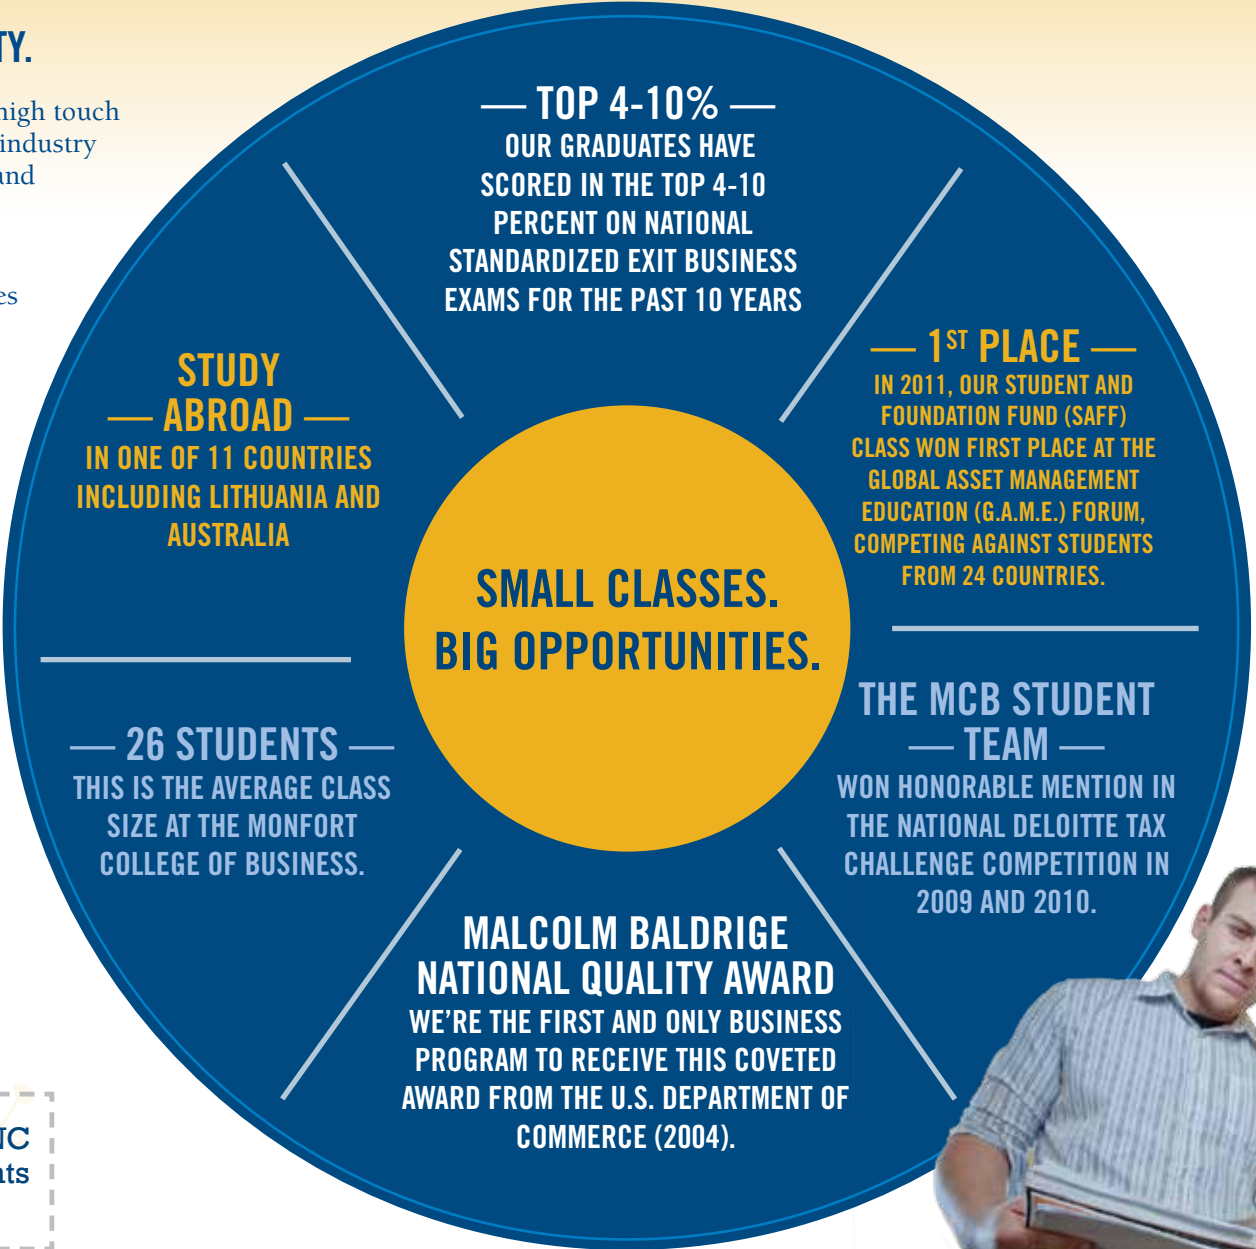 high touch
industry
and
— TOP 4-10% —
OUR GRADUATES HAVE
SCORED IN THE TOP 4-10
PERCENT ON NATIONAL
STANDARDIZED EXIT BUSINESS
EXAMS FOR THE PAST 10 YEARS
— 1ST PLACE —
IN 2011, OUR STUDENT AND
FOUNDATION FUND (SAFF)
CLASS WON FIRST PLACE AT THE
GLOBAL ASSET MANAGEMENT
EDUCATION (G.A.M.E.) FORUM,
COMPETING AGAINST STUDENTS
FROM 24 COUNTRIES.
THE MCB STUDENT
— TEAM —
WON HONORABLE MENTION IN
THE NATIONAL DELOITTE TAX
CHALLENGE COMPETITION IN
2009 AND 2010.
MALCOLM BALDRIGE
NATIONAL QUALITY AWARD
WE'RE THE FIRST AND ONLY BUSINESS
PROGRAM TO RECEIVE THIS COVETED
AWARD FROM THE U.S. DEPARTMENT OF
COMMERCE (2004).
— 26 STUDENTS —
THIS IS THE AVERAGE CLASS
SIZE AT THE MONFORT
COLLEGE OF BUSINESS.
STUDY
— ABROAD —
IN ONE OF 11 COUNTRIES
INCLUDING LITHUANIA AND
AUSTRALIA
SMALL CLASSES.
BIG OPPORTUNITIES.